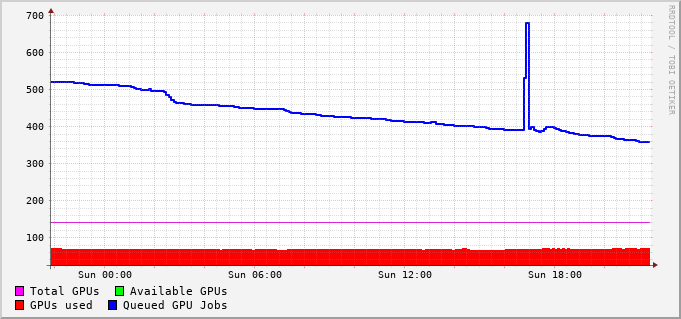 700
600
500
400
300
200
100
Sun 00:00 Sun 06:00 Sun 12:00 Sun 18:00
Total GPUs Available GPUs
GPUs used Queued GPU Jobs
RRDTOOL / TOBI OETIKER